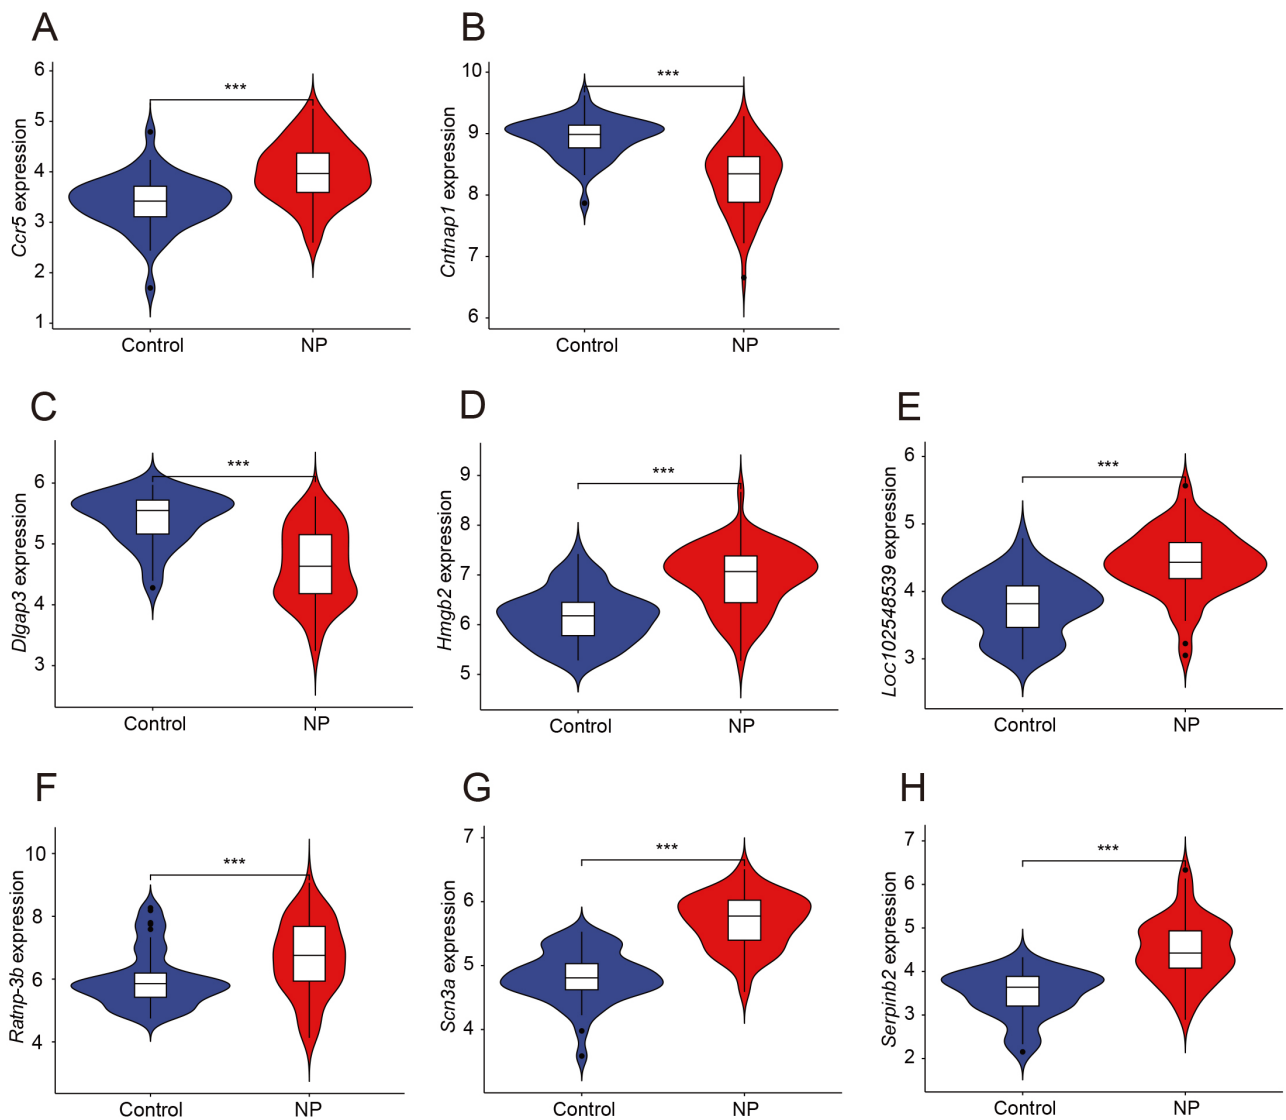 A
Ccr5 expression
6
5
4
3
2
1
***
Control NP
B
Cntnap1 expression
10
9
8
7
6
***
Control NP
C
Dlgap3 expression
6
5
4
3
***
Control NP
D
Hmgb2 expression
9
8
7
6
5
***
Control NP
E
Loc102548539 expression
6
5
4
3
***
Control NP
F
Ratnp-3b expression
10
8
6
4
***
Control NP
G
Scn3a expression
7
6
5
4
***
Control NP
H
Serpinb2 expression
7
6
5
4
3
2
***
Control NP